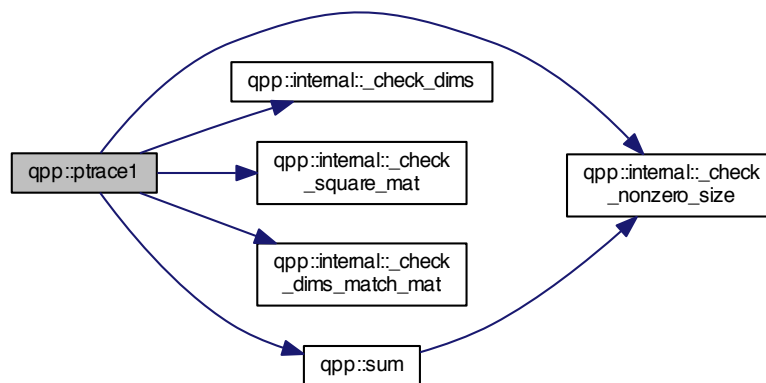 qpp::ptrace1
qpp::internal::_check_dims
qpp::internal::_check
_square_mat
qpp::internal::_check
_dims_match_mat
qpp::sum
qpp::internal::_check
_nonzero_size